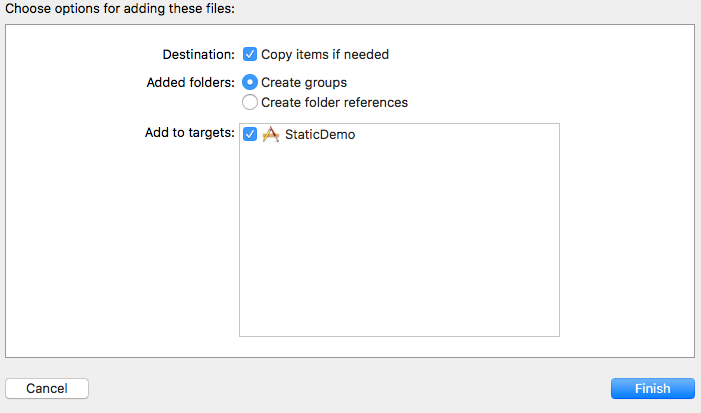 Choose options for adding these files:
Destination: Copy items if needed
Added folders: Create groups
Create folder references
Add to targets: StaticDemo
Cancel Finish